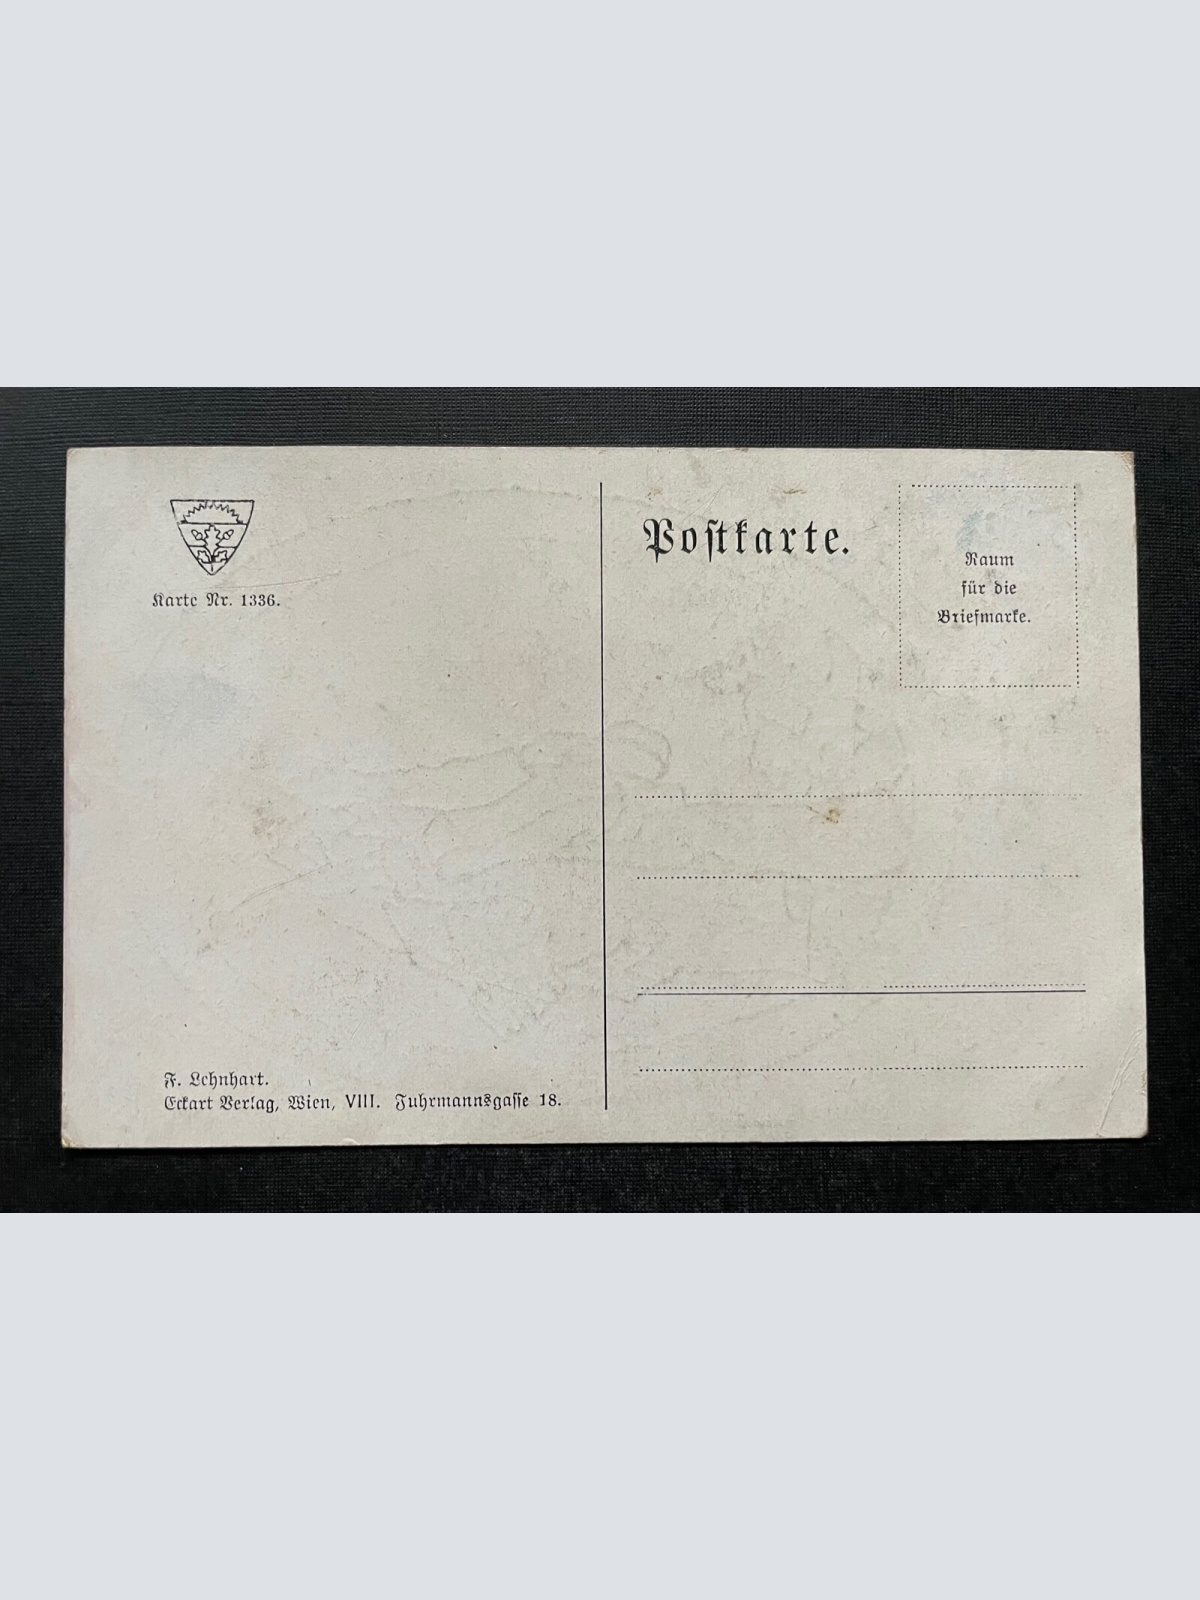 Karte Nr. 1336.
F. Lehnhart.
Eckart Verlag, Wien, VIII. Fuhrmannsgasse 18.
Postkarte.
Raum
für die
Briefmarke.